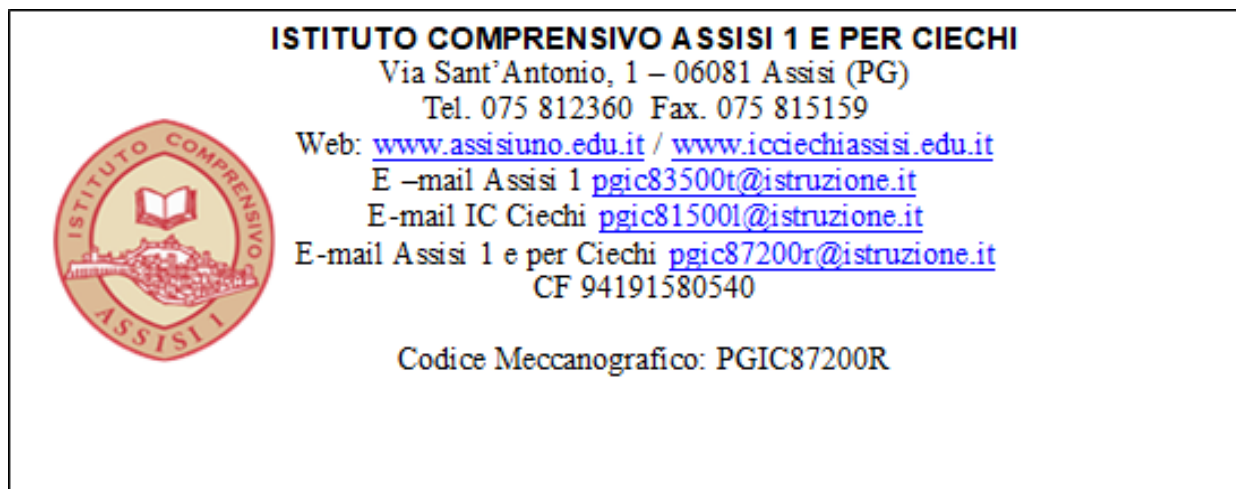 ISTITUTO COMPRENSIVO ASSISI 1 E PER CIECHI
Via Sant’Antonio, 1 – 06081 Assisi (PG)
Tel. 075 812360 Fax. 075 815159
Web: www.assisiuno.edu.it / www.icciechiassisi.edu.it
E –mail Assisi 1 pgic83500t@istruzione.it
E-mail IC Ciechi pgic81500l@istruzione.it
E-mail Assisi 1 e per Ciechi pgic87200r@istruzione.it
CF 94191580540
Codice Meccanografico: PGIC87200R
ISTITUTO COMPRENSIVO
ASSISI 1